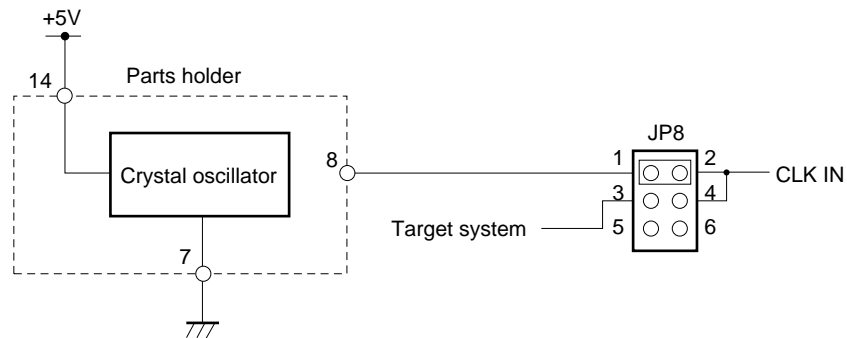 +5V
14
Parts holder
JP8
Crystal oscillator
8
1
2
CLK IN
3
4
Target system
5
6
7